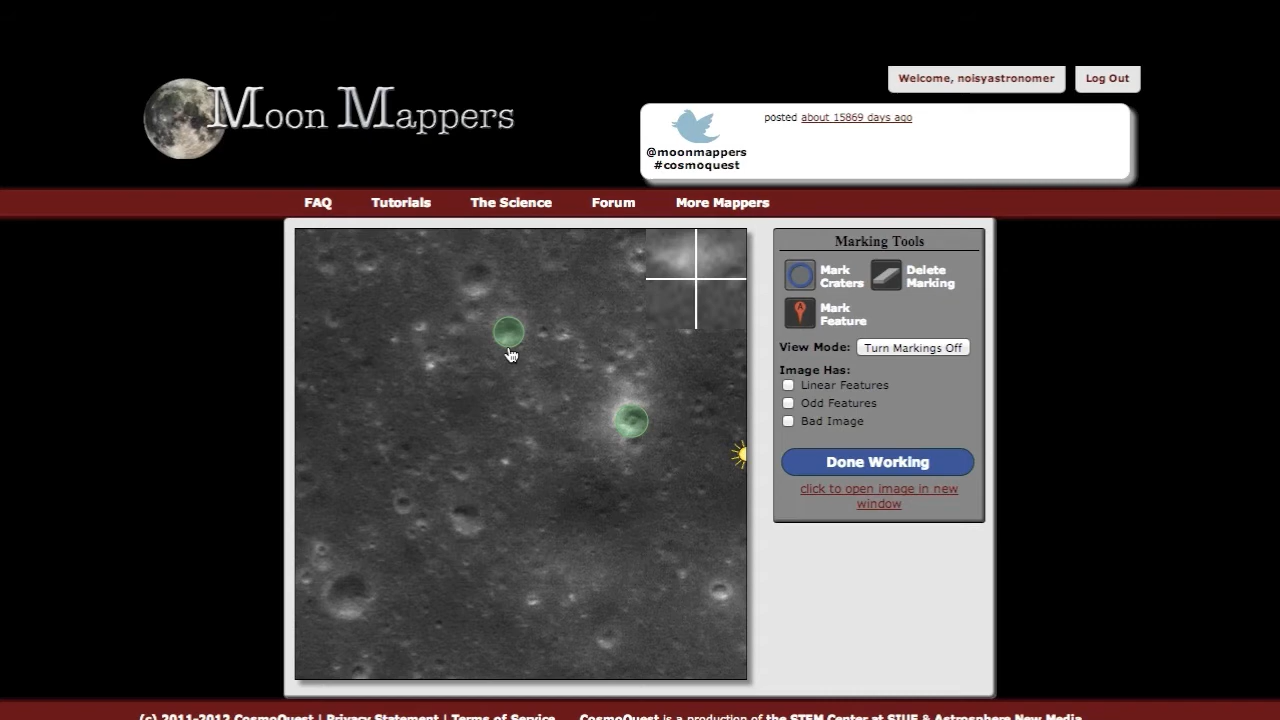 Welcome, noisyastronomer
Log Out
Moon Mappers
posted about 15869 days ago
@moonmappers
#cosmoquest
FAQ
Tutorials
The Science
Forum
More Mappers
Marking Tools
Mark
Craters
Delete
Marking
A
Mark
Feature
View Mode:
Turn Markings Off
Image Has:
Linear Features
Odd Features
Bad Image
Done Working
click to open image in new
window
(c) 2011-2012 CosmoQuest | Privacy Statement | Terms of Service
CosmoQuest is a production of the STEM Center at SIUE & Astrosphere New Media